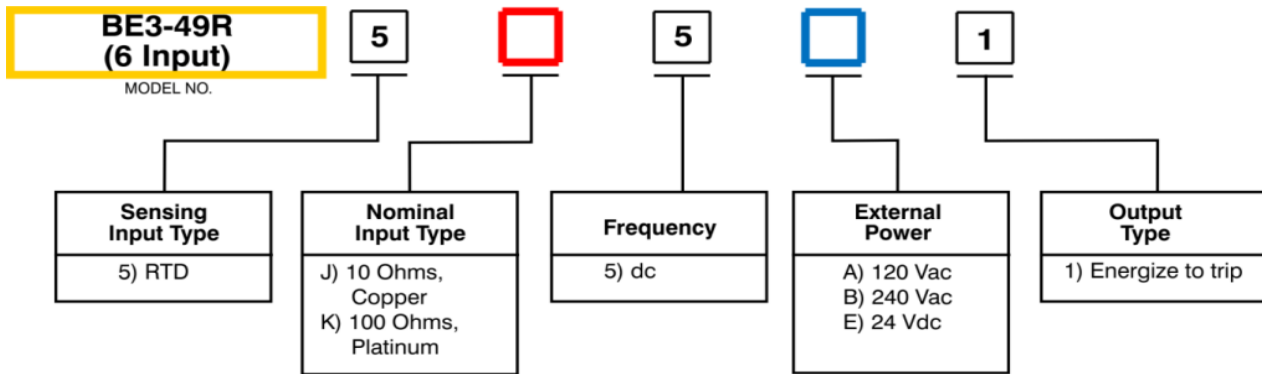 BE3-49R
(6 Input)
5
5
1
MODEL NO.
Sensing
Input Type
5) RTD
Nominal
Input Type
J) 10 Ohms,
Copper
K) 100 Ohms,
Platinum
Frequency
5) dc
External
Power
A) 120 Vac
B) 240 Vac
E) 24 Vdc
Output
Type
1) Energize to trip